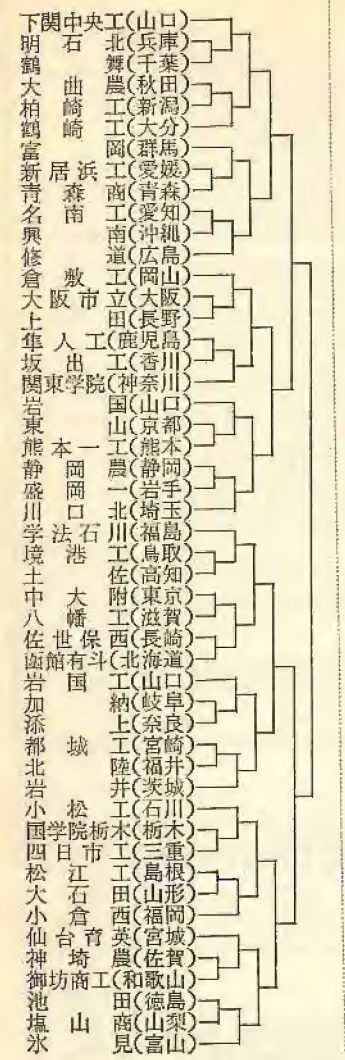 下関中央工(山口)
明石北(兵庫)
鶴舞(千葉)
大曲農(秋田)
柏崎工(新潟)
鶴崎工(大分)
富岡(群馬)
新居浜工(愛媛)
青森商(青森)
名南工(愛知)
興南(沖縄)
修道(広島)
倉敷工(岡山)
大阪市立(大阪)
上田(長野)
隼人工(鹿児島)
坂出工(香川)
関東学院(神奈川)
岩国(山口)
東山(京都)
熊本一工(熊本)
静岡農(静岡)
盛岡一(岩手)
川口北(埼玉)
学法石川(福島)
境港工(鳥取)
土佐(高知)
中大附(東京)
八幡工(滋賀)
佐世保西(長崎)
函館有斗(北海道)
岩国工(山口)
加納(岐阜)
添上(奈良)
都城工(宮崎)
北陸(福井)
岩井(茨城)
小松工(石川)
国学院栃木(栃木)
四日市工(三重)
松江工(島根)
大石田(山形)
小倉西(福岡)
仙台育英(宮城)
神埼農(佐賀)
御坊商工(和歌山)
池田(徳島)
塩山商(山梨)
氷見(富山)